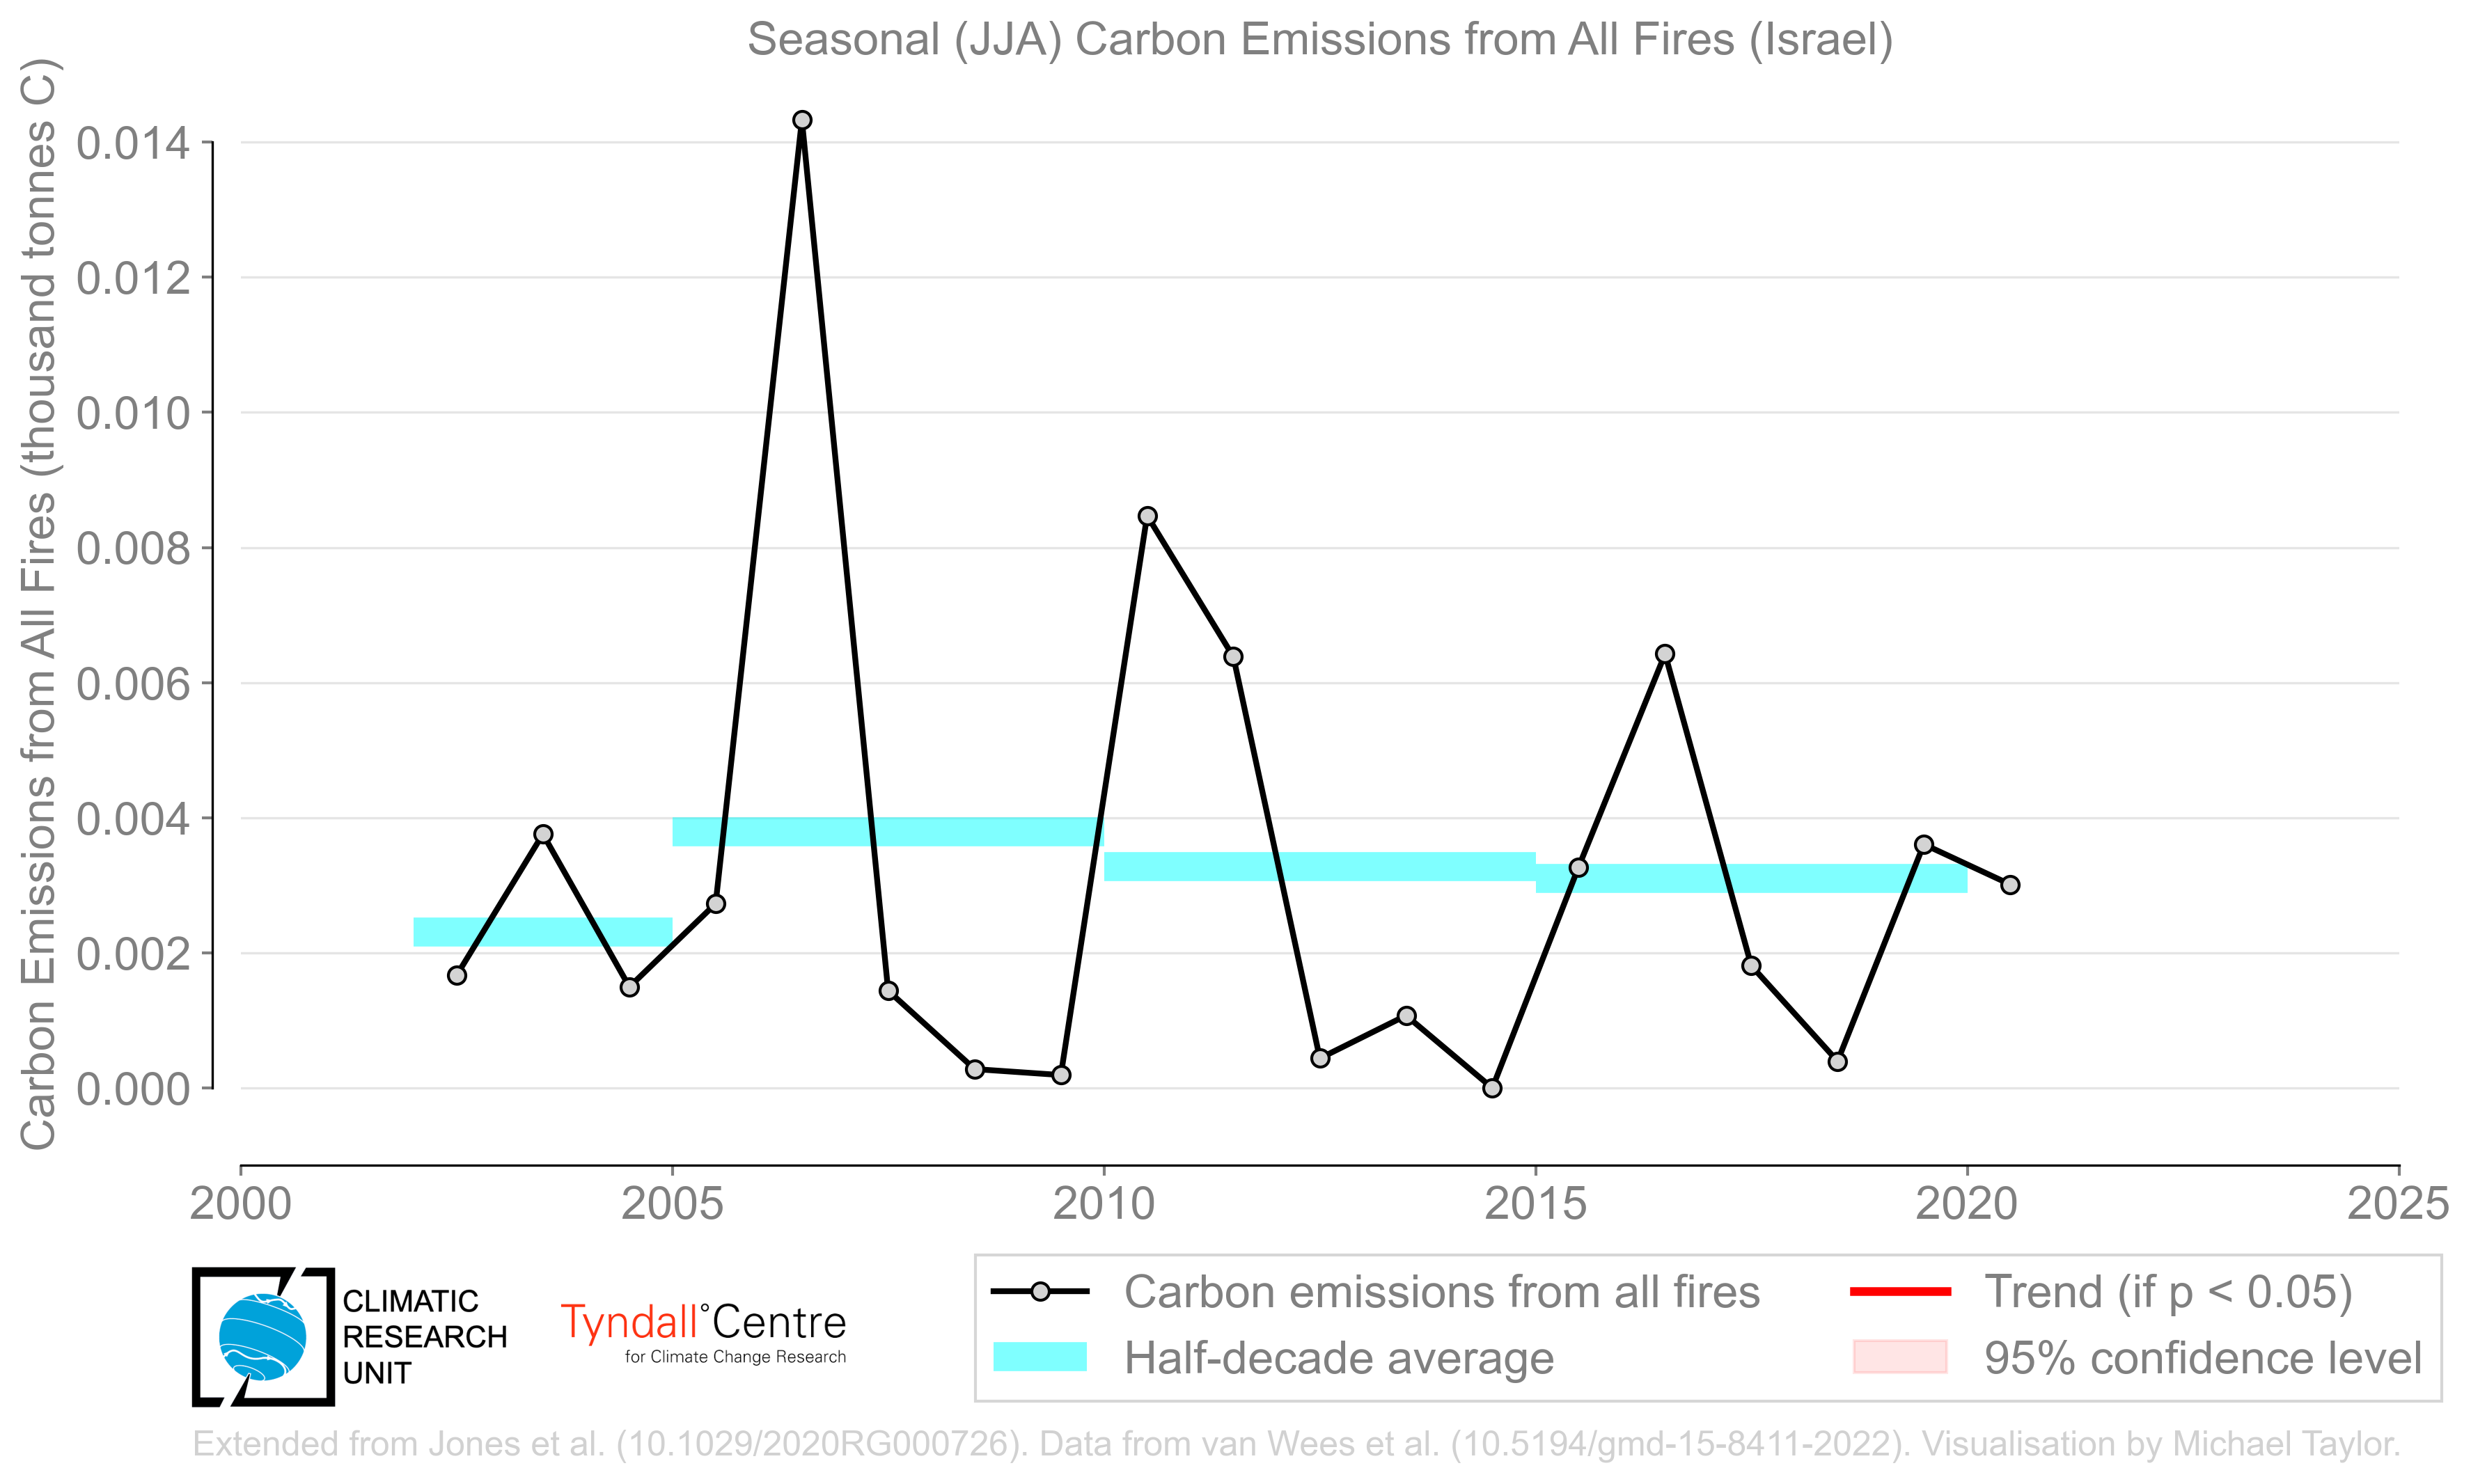 Seasonal (JJA) Carbon Emissions from All Fires (Israel)
Carbon Emissions from All Fires (thousand tonnes C)
0.014
0.012
0.010
0.008
0.006
0.004
0.002
0.000
2000 2005 2010 2015 2020 2025
CLIMATIC
RESEARCH
UNIT
Tyndall°Centre
for Climate Change Research
Carbon emissions from all fires
Half-decade average
Trend (if p < 0.05)
95% confidence level
Extended from Jones et al. (10.1029/2020RG000726). Data from van Wees et al. (10.5194/gmd-15-8411-2022). Visualisation by Michael Taylor.